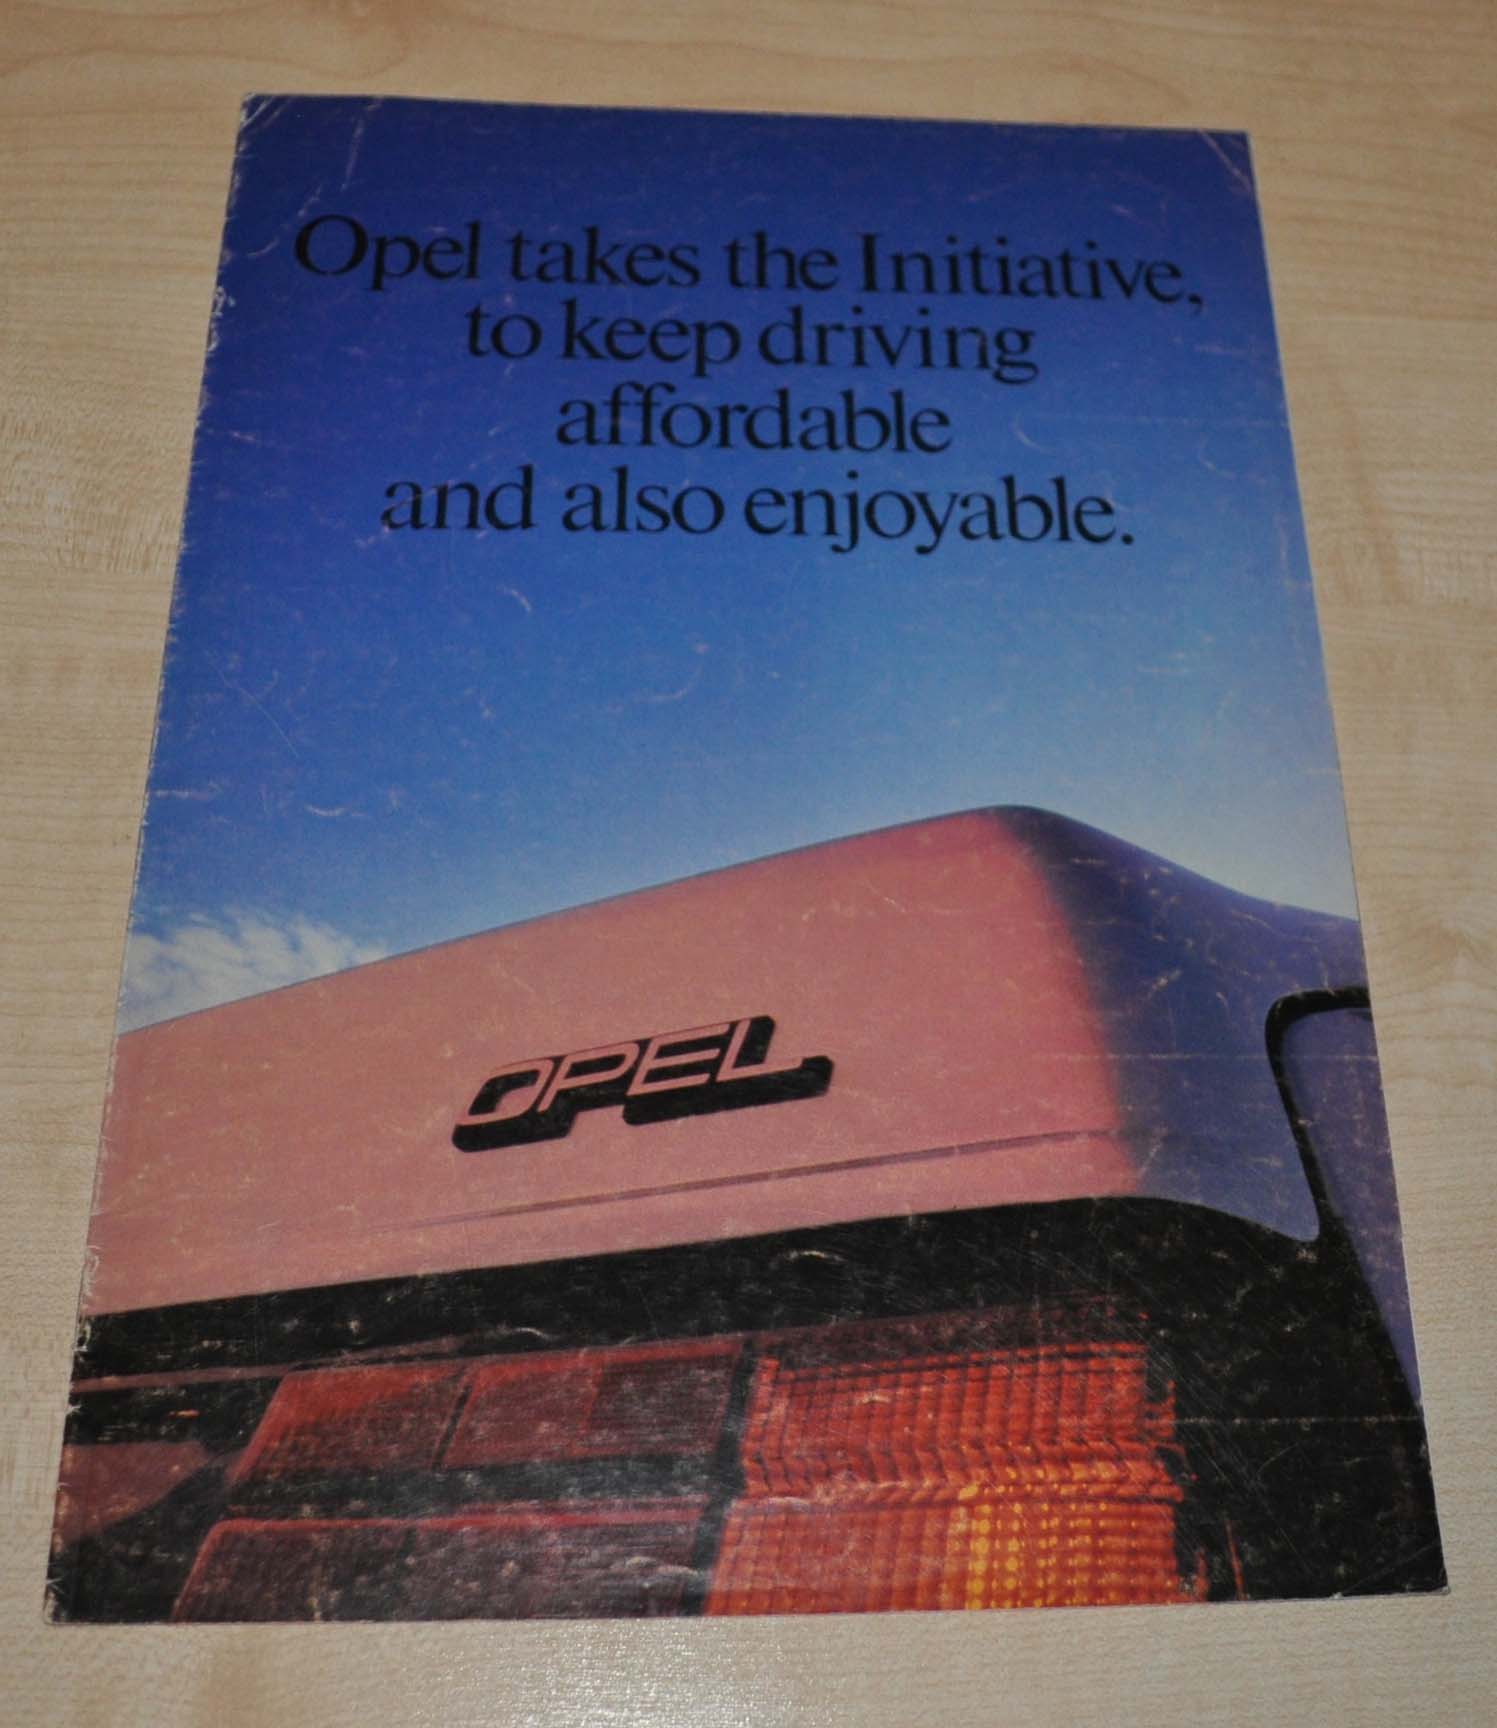 Opel takes the Initiative,
to keep driving
affordable
and also enjoyable.
OPEL